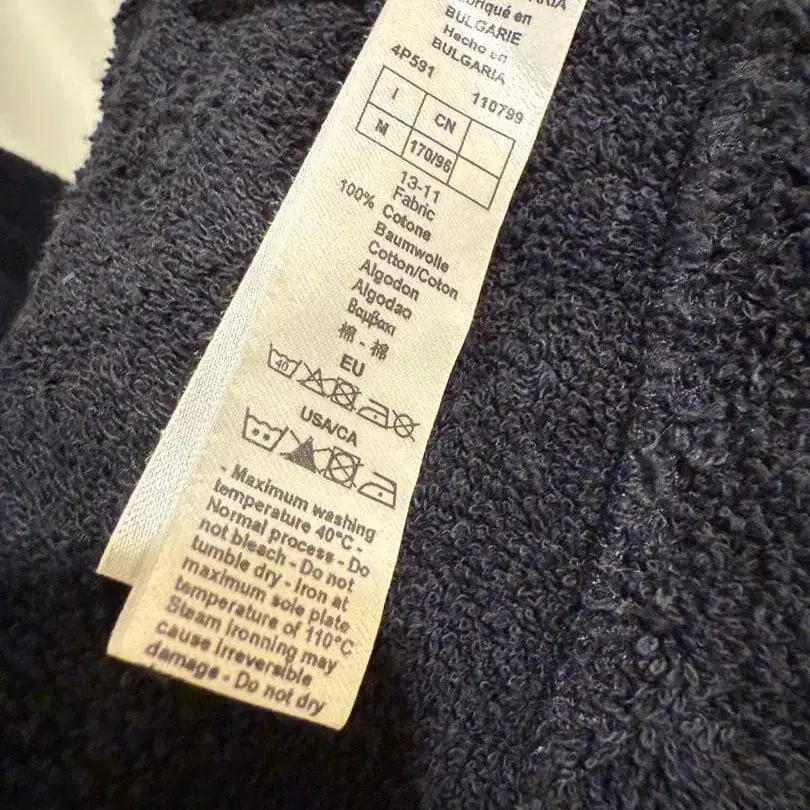 BULGARIE
Hecho en
BULGARIA
4P591 110799
I CN
M 170/96
13-11
Fabric
100% Cotone
Baumwolle
Cotton/Coton
Algodon
Algodao
Βαμβακι
棉 - 棉
EU
40
USA/CA
- Maximum washing
temperature 40°C -
Normal process - Do
not bleach - Do not
tumble dry - Iron at
maximum sole plate
temperature of 110°C
Steam ironning may
cause irreversible
damage - Do not dry